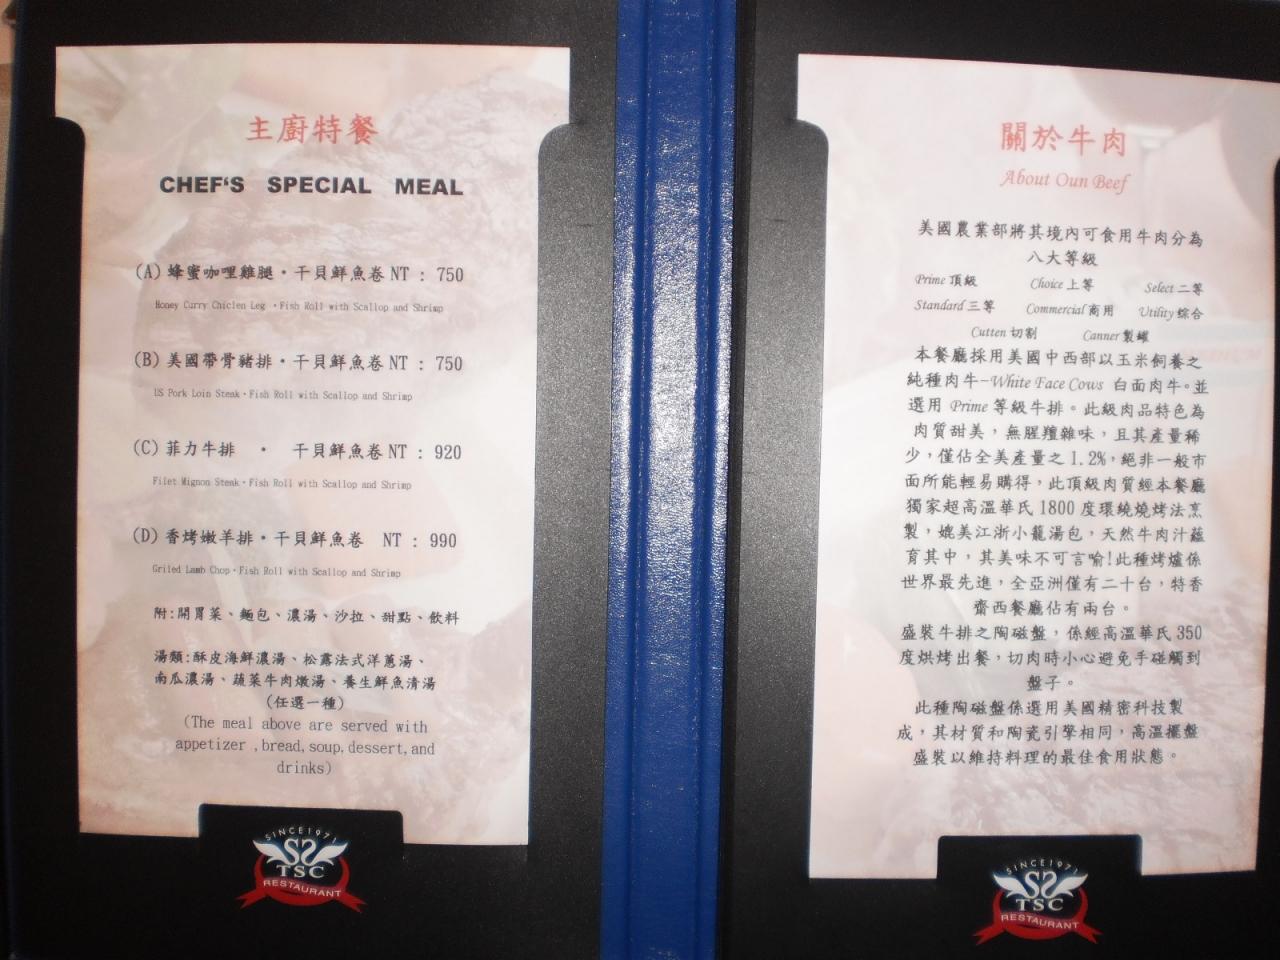 主廚特餐
CHEF'S SPECIAL MEAL
(A) 蜂蜜咖哩雞腿・干貝鮮魚卷 NT : 750
Honey Curry Chiclen Leg・Fish Roll with Scallop and Shrimp
(B) 美國帶骨豬排・干貝鮮魚卷 NT : 750
US Pork Loin Steak・Fish Roll with Scallop and Shrimp
(C) 菲力牛排 ・ 干貝鮮魚卷 NT : 920
Filet Mignon Steak・Fish Roll with Scallop and Shrimp
(D) 香烤嫩羊排・干貝鮮魚卷 NT : 990
Griled Lamb Chop・Fish Roll with Scallop and Shrimp
附:開胃菜、麵包、濃湯、沙拉、甜點、飲料
湯類:酥皮海鮮濃湯、松露法式洋蔥湯、
南瓜濃湯、蔬菜牛肉燉湯、養生鮮魚清湯
(任選一種)
(The meal above are served with
appetizer ,bread,soup,dessert,and
drinks)
SINCE1971
TSC
RESTAURANT
關於牛肉
About Oun Beef
美國農業部將其境內可食用牛肉分為
八大等級
Prime 頂級 Choice 上等 Select 二等
Standard 三等 Commercial 商用 Utility 綜合
Cutten 切割 Canner 製罐
本餐廳採用美國中西部以玉米飼養之
純種肉牛-White Face Cows 白面肉牛。並
選用 Prime 等級牛排。此級肉品特色為
肉質甜美，無腥羶雜味，且其產量稀
少，僅佔全美產量之 1.2%，絕非一般市
面所能輕易購得，此頂級肉質經本餐廳
獨家超高溫華氏 1800 度環繞燒烤法烹
製，媲美江浙小籠湯包，天然牛肉汁蘊
育其中，其美味不可言喻!此種烤爐係
世界最先進，全亞洲僅有二十台，特香
齋西餐廳佔有兩台。
盛裝牛排之陶磁盤，係經高溫華氏 350
度烘烤出餐，切肉時小心避免手碰觸到
盤子。
此種陶磁盤係選用美國精密科技製
成，其材質和陶瓷引擎相同，高溫擺盤
盛裝以維持料理的最佳食用狀態。
SINCE1971
TSC
RESTAURANT